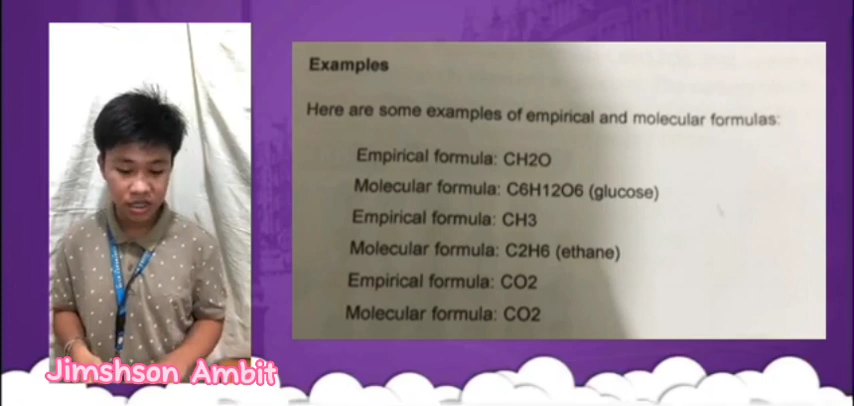 Examples
Here are some examples of empirical and molecular formulas:
Empirical formula: CH2O
Molecular formula: C6H12O6 (glucose)
Empirical formula: CH3
Molecular formula: C2H6 (ethane)
Empirical formula: CO2
Molecular formula: CO2
Jimshson Ambit